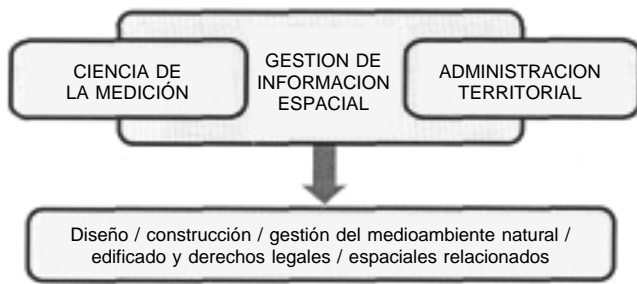 CIENCIA DE
LA MEDICIÓN
GESTION DE
INFORMACION
ESPACIAL
ADMINISTRACION
TERRITORIAL
Diseño / construcción / gestión del medioambiente natural /
edificado y derechos legales / espaciales relacionados